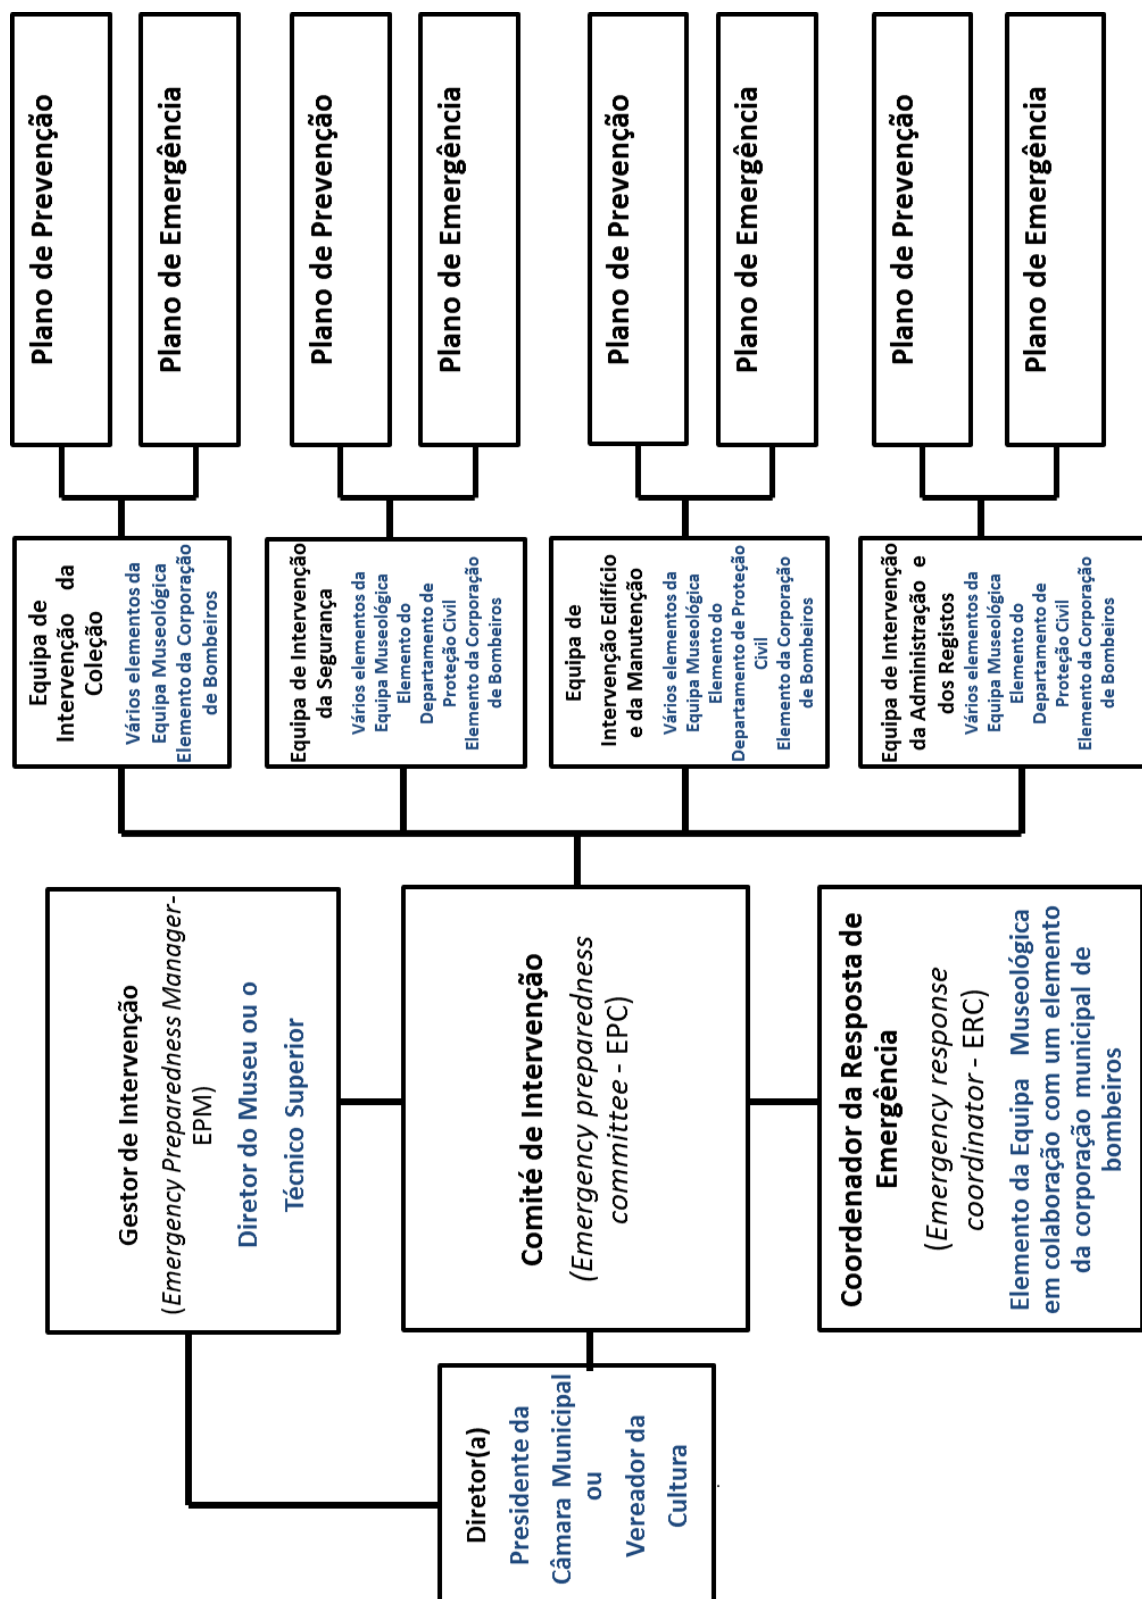 Diretor(a)
Presidente da
Câmara Municipal
ou
Vereador da
Cultura
Gestor de Intervenção
(Emergency Preparedness Manager-
EPM)
Diretor do Museu ou o
Técnico Superior
Comité de Intervenção
(Emergency preparedness
committee - EPC)
Coordenador da Resposta de
Emergência
(Emergency response
coordinator - ERC)
Elemento da Equipa Museológica
em colaboração com um elemento
da corporação municipal de
bombeiros
Equipa de
Intervenção da
Coleção
Vários elementos da
Equipa Museológica
Elemento da Corporação
de Bombeiros
Equipa de Intervenção
da Segurança
Vários elementos da
Equipa Museológica
Elemento do
Departamento de
Proteção Civil
Elemento da Corporação
de Bombeiros
Equipa de
Intervenção Edifício
e da Manutenção
Vários elementos da
Equipa Museológica
Elemento do
Departamento de Proteção
Civil
Elemento da Corporação
de Bombeiros
Equipa de Intervenção
da Administração e
dos Registos
Vários elementos da
Equipa Museológica
Elemento do
Departamento de
Proteção Civil
Elemento da Corporação
de Bombeiros
Plano de Prevenção
Plano de Emergência
Plano de Prevenção
Plano de Emergência
Plano de Prevenção
Plano de Emergência
Plano de Prevenção
Plano de Emergência